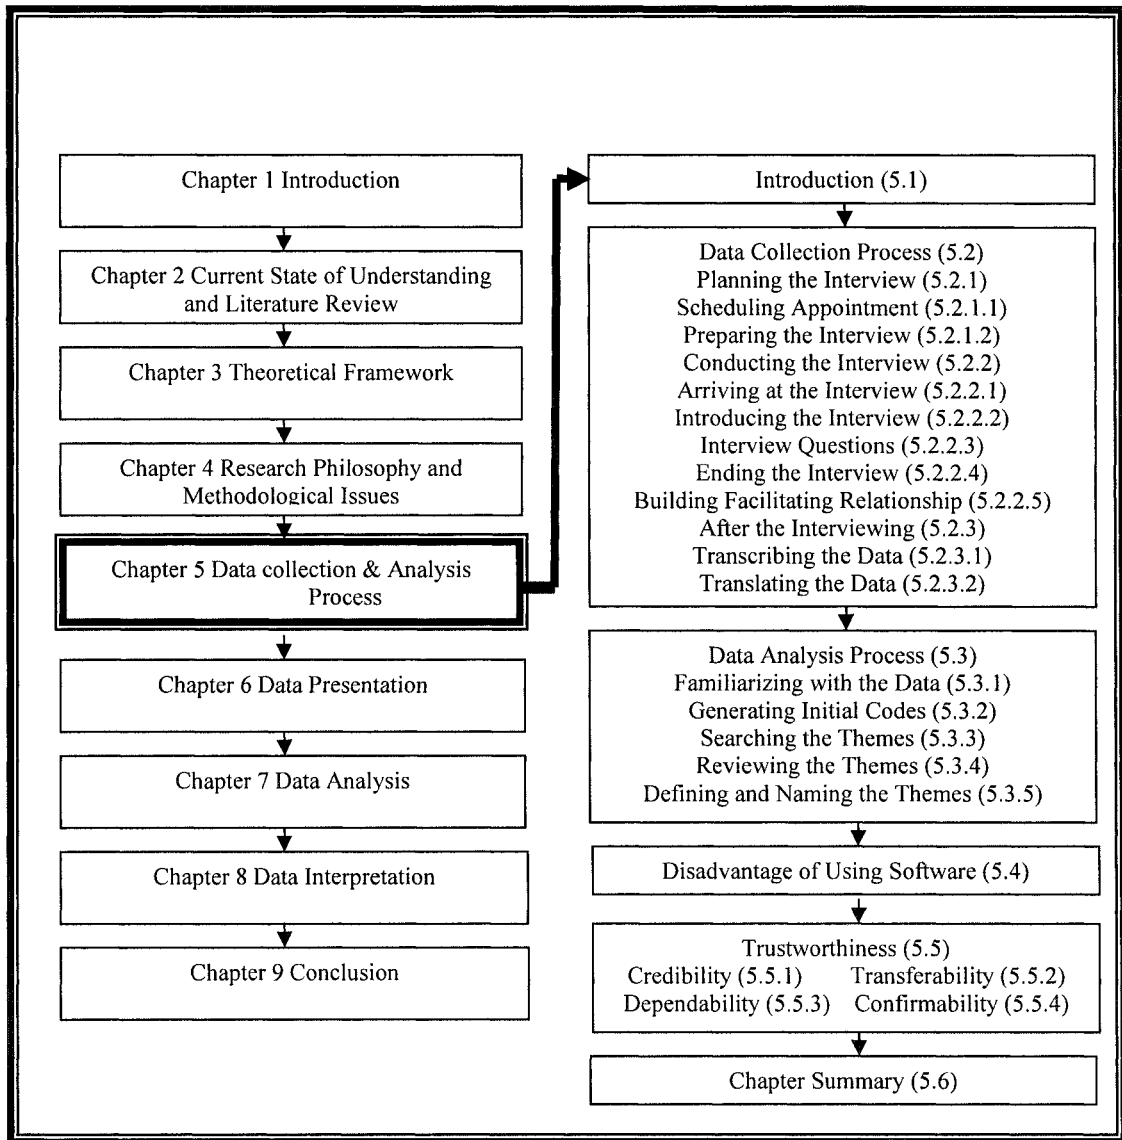 Chapter 1 Introduction
Chapter 2 Current State of Understanding
and Literature Review
Chapter 3 Theoretical Framework
Chapter 4 Research Philosophy and
Methodological Issues
Chapter 5 Data collection & Analysis
Process
Chapter 6 Data Presentation
Chapter 7 Data Analysis
Chapter 8 Data Interpretation
Chapter 9 Conclusion
Introduction (5.1)
Data Collection Process (5.2)
Planning the Interview (5.2.1)
Scheduling Appointment (5.2.1.1)
Preparing the Interview (5.2.1.2)
Conducting the Interview (5.2.2)
Arriving at the Interview (5.2.2.1)
Introducing the Interview (5.2.2.2)
Interview Questions (5.2.2.3)
Ending the Interview (5.2.2.4)
Building Facilitating Relationship (5.2.2.5)
After the Interviewing (5.2.3)
Transcribing the Data (5.2.3.1)
Translating the Data (5.2.3.2)
Data Analysis Process (5.3)
Familiarizing with the Data (5.3.1)
Generating Initial Codes (5.3.2)
Searching the Themes (5.3.3)
Reviewing the Themes (5.3.4)
Defining and Naming the Themes (5.3.5)
Disadvantage of Using Software (5.4)
Trustworthiness (5.5)
Credibility (5.5.1) Transferability (5.5.2)
Dependability (5.5.3) Confirmability (5.5.4)
Chapter Summary (5.6)